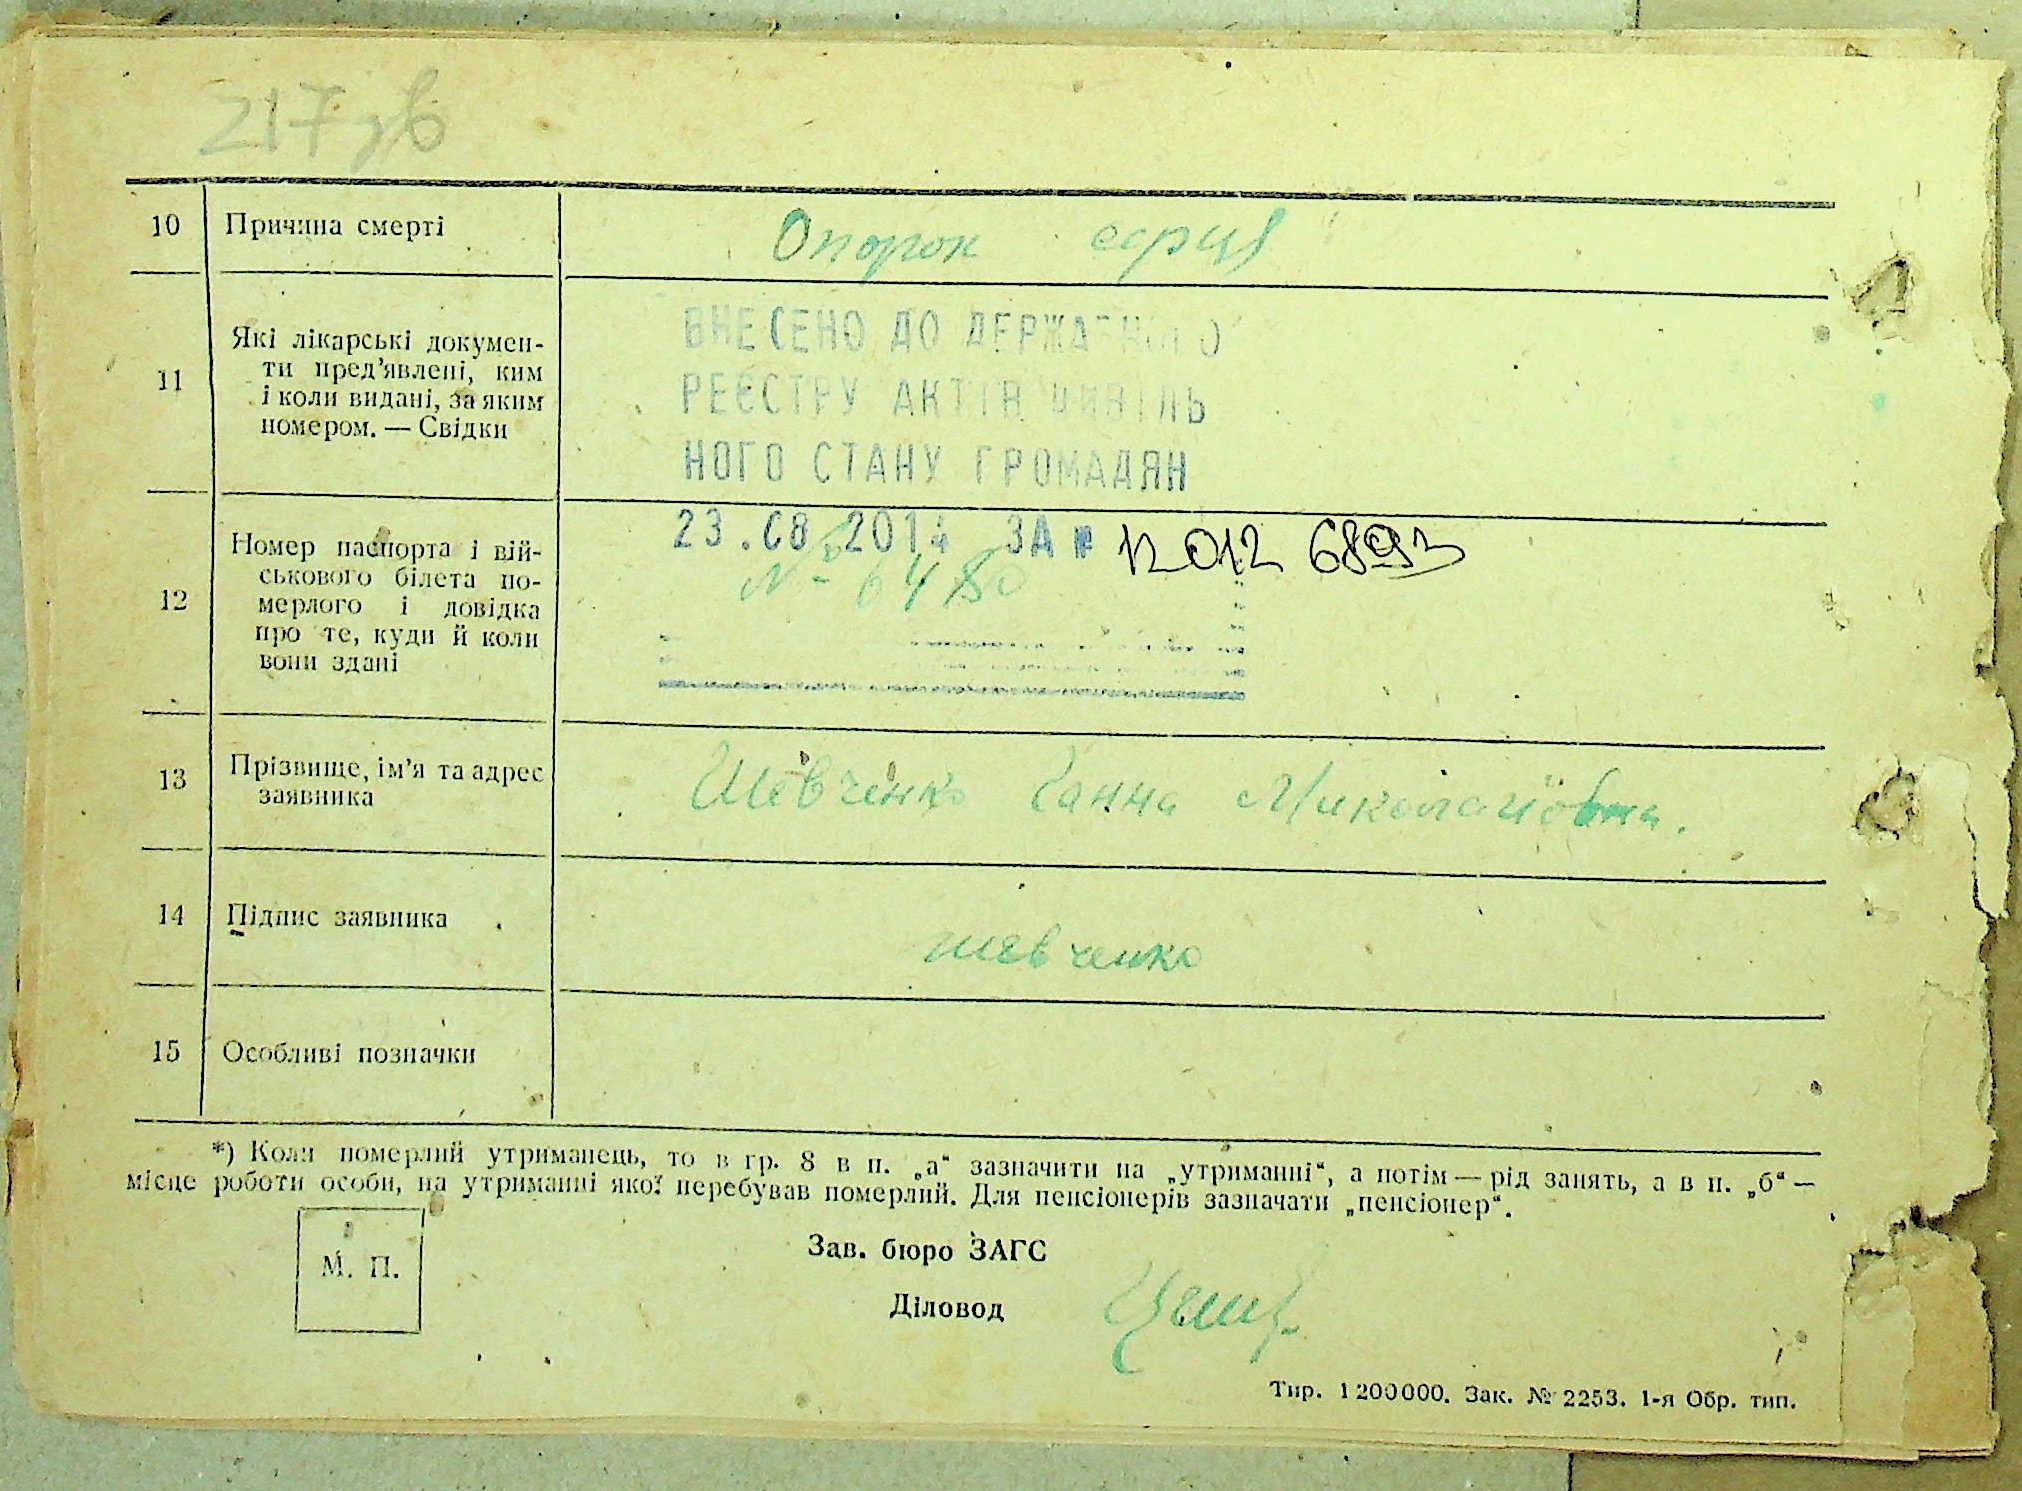 217 зв
10 Причина смерті Опорок серця
11 Які лікарські докумен-
ти пред'явлені, ким
і коли видані, за яким
номером. — Свідки
ВНЕСЕНО ДО ДЕРЖАВНОГО
РЕЄСТРУ АКТІВ ЦИВІЛЬ
НОГО СТАНУ ГРОМАДЯН
23.08 2014 ЗА № 12012 6893
12 Номер паспорта і вій-
ськового білета по-
мерлого і довідка
про те, куди й коли
вони здані
№ 6480
13 Прізвище, ім'я та адрес
заявника
Шевченко Ганна Миколаївна.
14 Підпис заявника шевченко
15 Особливі позначки
*) Коли померлий утриманець, то в гр. 8 в п. „а“ зазначити на „утриманні“, а потім — рід занять, а в п. „б“ —
місце роботи особи, на утриманні якої перебував померлий. Для пенсіонерів зазначати „пенсіонер“.
М. П.
Зав. бюро ЗАГС
Діловод
Тир. 1 200 000. Зак. № 2253. 1-я Обр. тип.